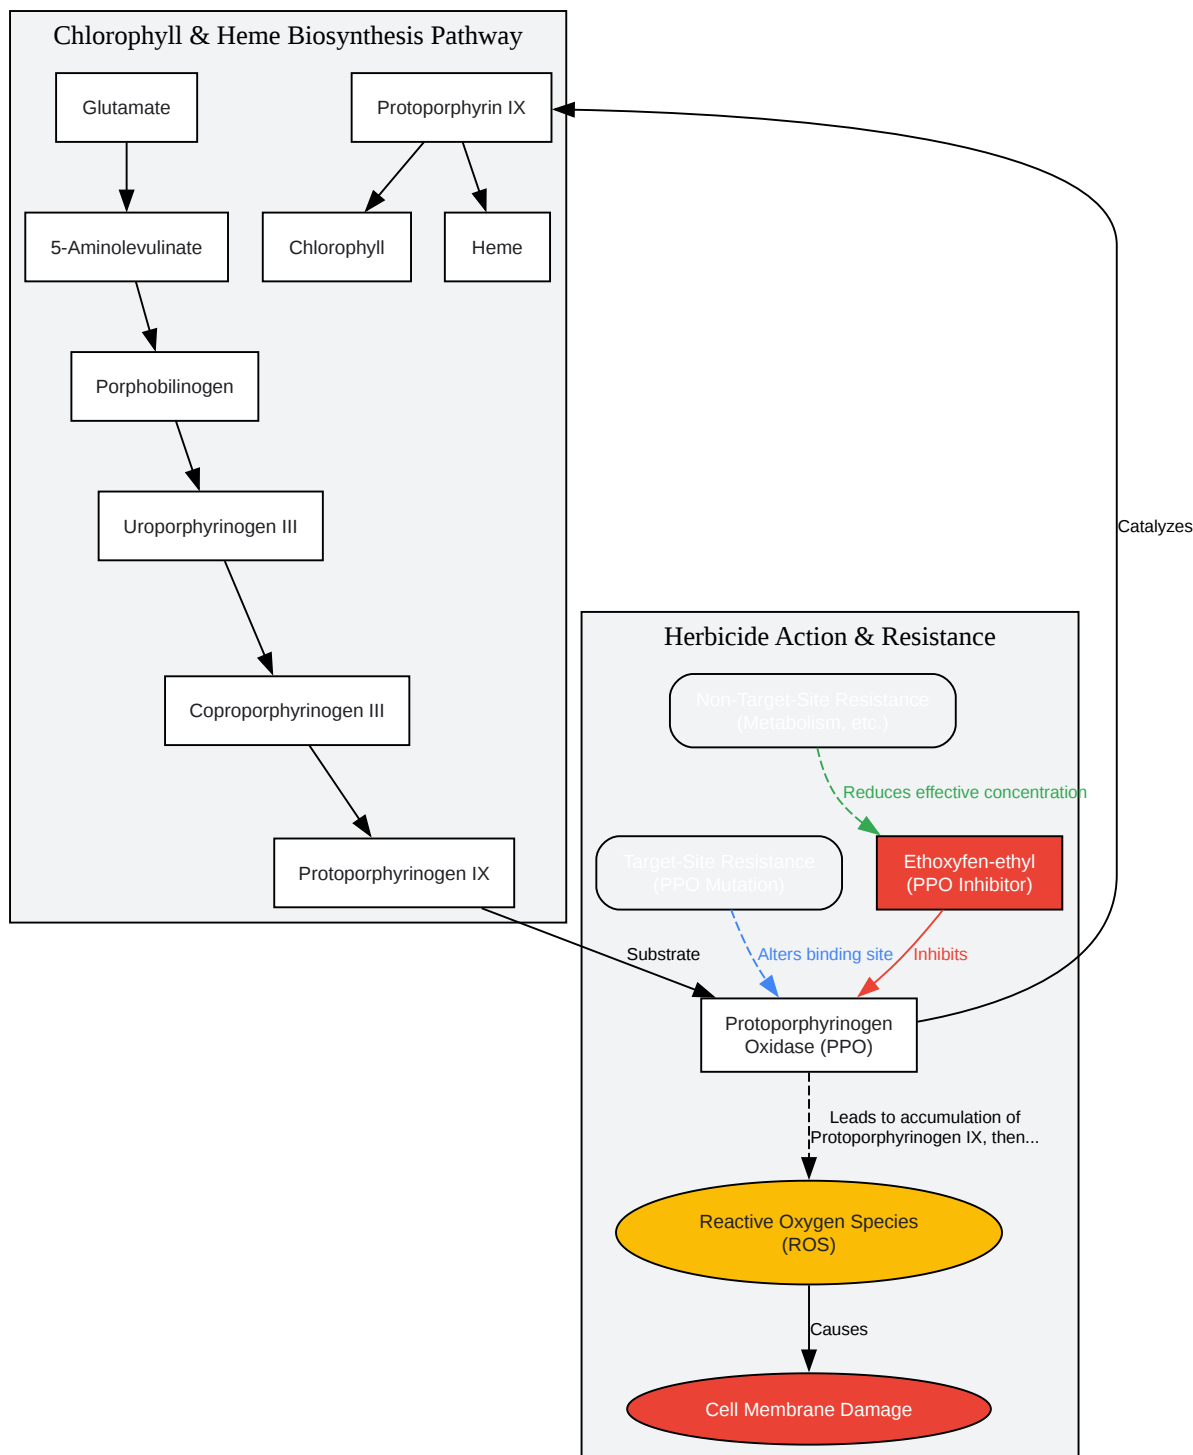 Chlorophyll & Heme Biosynthesis Pathway
Glutamate
Protoporphyrin IX
5-Aminolevulinate
Chlorophyll
Heme
Porphobilinogen
Uroporphyrinogen III
Catalyzes
Coproporphyrinogen III
Protoporphyrinogen IX
Herbicide Action & Resistance
Non-Target-Site Resistance
(Metabolism, etc.)
Reduces effective concentration
Target-Site Resistance
(PPO Mutation)
Ethoxyfen-ethyl
(PPO Inhibitor)
Substrate
Alters binding site
Inhibits
Protoporphyrinogen
Oxidase (PPO)
Leads to accumulation of
Protoporphyrinogen IX, then...
Reactive Oxygen Species
(ROS)
Causes
Cell Membrane Damage